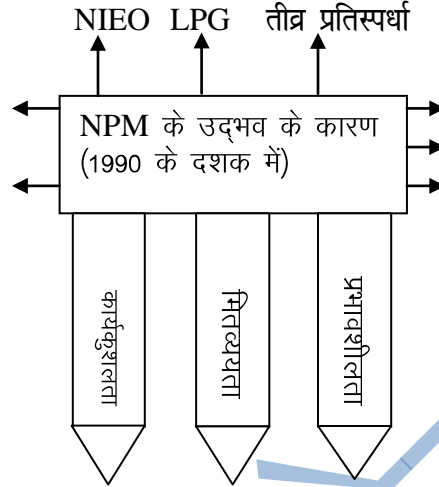 NIEO LPG तीव्र प्रतिस्पर्धा
NPM के उद्भव के कारण
(1990 के दशक में)
कार्यकुशलता
मितव्ययता
प्रभावशीलता